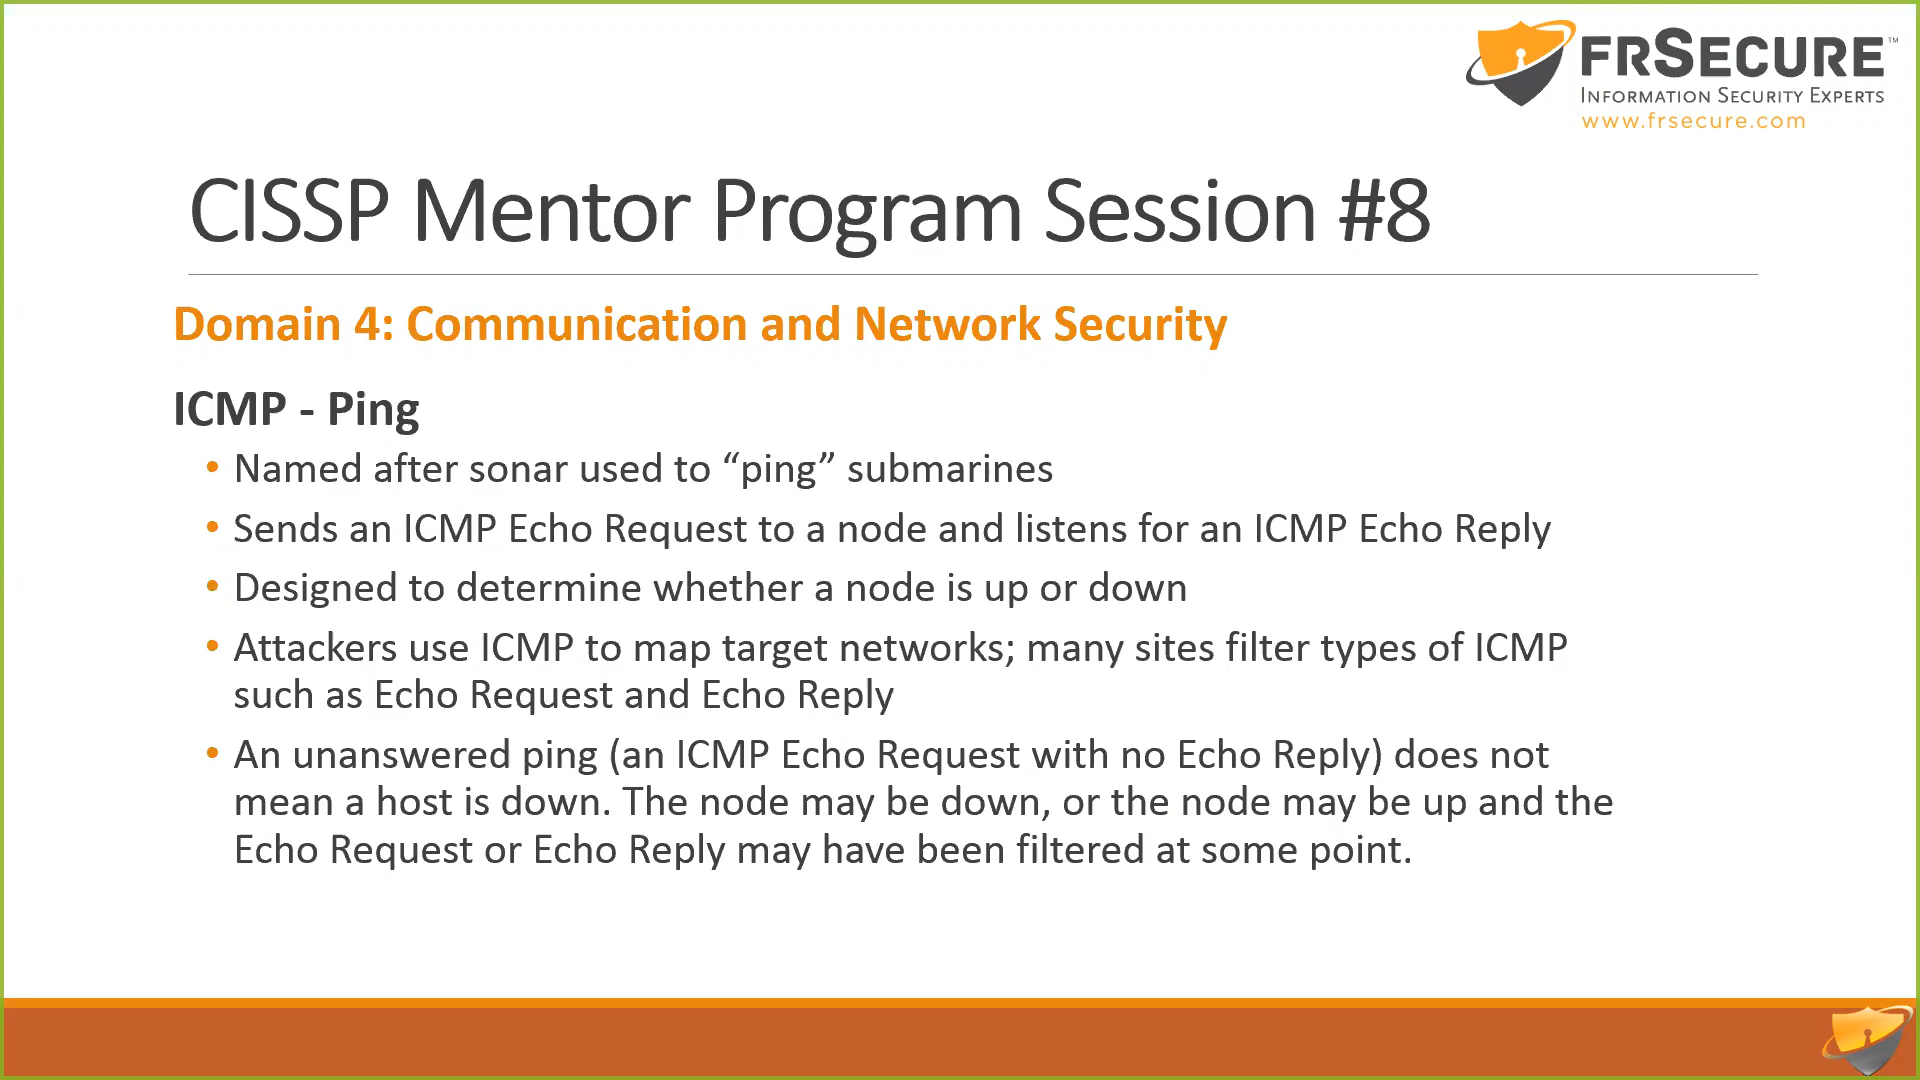 FRSECURE™
INFORMATION SECURITY EXPERTS
www.frsecure.com
CISSP Mentor Program Session #8
Domain 4: Communication and Network Security
ICMP - Ping
• Named after sonar used to “ping” submarines
• Sends an ICMP Echo Request to a node and listens for an ICMP Echo Reply
• Designed to determine whether a node is up or down
• Attackers use ICMP to map target networks; many sites filter types of ICMP
such as Echo Request and Echo Reply
• An unanswered ping (an ICMP Echo Request with no Echo Reply) does not
mean a host is down. The node may be down, or the node may be up and the
Echo Request or Echo Reply may have been filtered at some point.